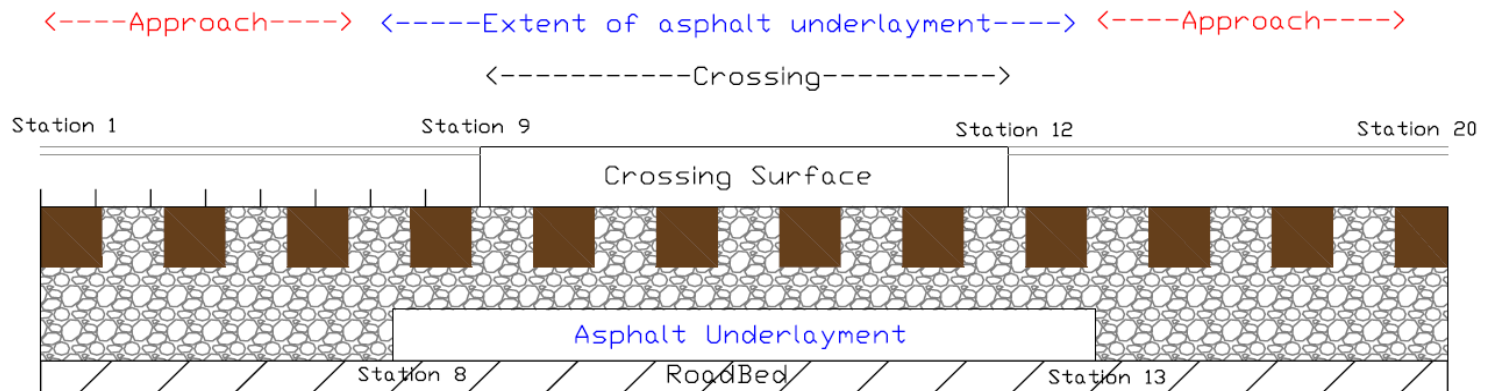 <----Approach---->
<-----Extent of asphalt underlayment---->
<----Approach---->
<-----------Crossing---------->
Station 1
Station 9
Station 12
Station 20
Crossing Surface
Asphalt Underlayment
Station 8
RoadBed
Station 13